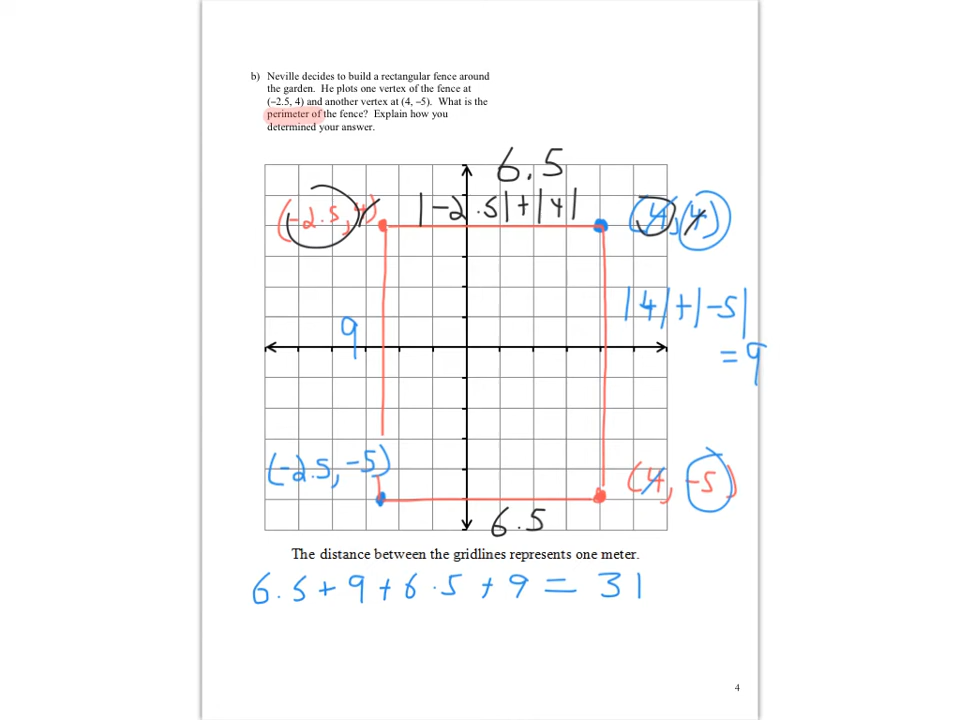 b) Neville decides to build a rectangular fence around
the garden. He plots one vertex of the fence at
(–2.5, 4) and another vertex at (4, –5). What is the
perimeter of the fence? Explain how you
determined your answer.
6.5
(-2.5, 4)
|-2.5|+|4|
(4, 4)
|4|+|-5|
9
=9
(-2.5, -5)
(4, -5)
6.5
The distance between the gridlines represents one meter.
6.5+9+6.5+9=31
4